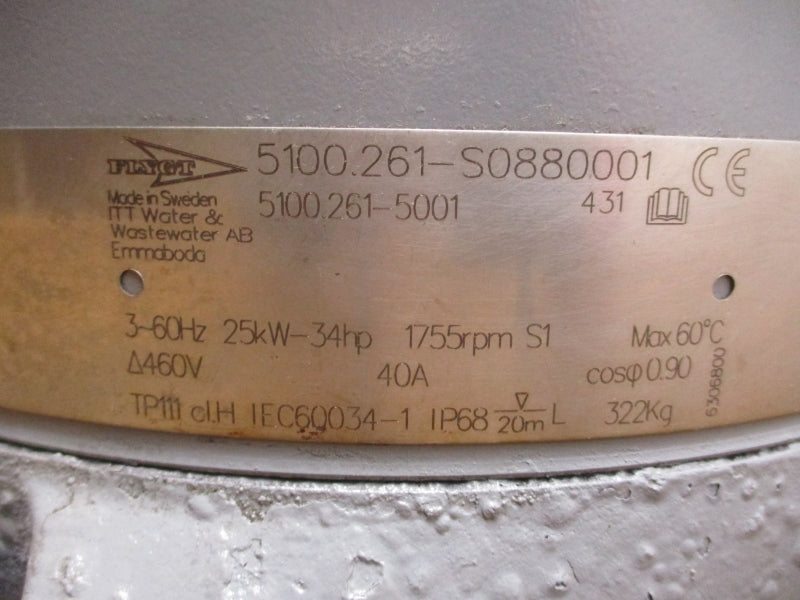 FLYGT
5100.261-S0880001 CE
Made in Sweden
ITT Water &
Wastewater AB
Emmaboda
5100.261-5001 431
3~60Hz 25kW-34hp 1755rpm S1 Max 60°C
Δ460V 40A cosφ 0.90
TP111 cl.H IEC60034-1 IP68 ∇/20m L 322Kg
6306800